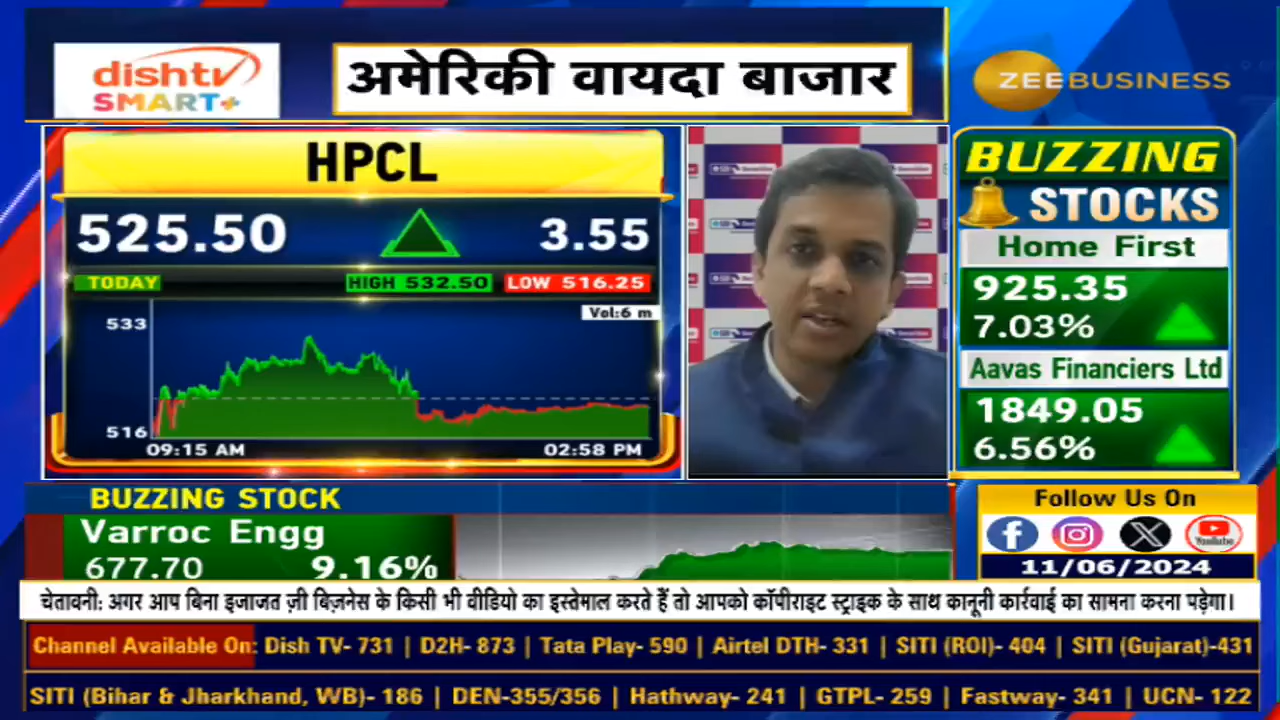 dishtv
SMART+
अमेरिकी वायदा बाजार
ZEEBUSINESS
HPCL
525.50 3.55
TODAY HIGH 532.50 LOW 516.25
Vol:6 m
533
516
09:15 AM 02:58 PM
BUZZING
STOCKS
Home First
925.35
7.03%
Aavas Financiers Ltd
1849.05
6.56%
BUZZING STOCK
Varroc Engg
677.70 9.16%
Follow Us On
YouTube
11/06/2024
चेतावनी: अगर आप बिना इजाजत ज़ी बिज़नेस के किसी भी वीडियो का इस्तेमाल करते हैं तो आपको कॉपीराइट स्ट्राइक के साथ कानूनी कार्रवाई का सामना करना पड़ेगा।
Channel Available On: Dish TV- 731 | D2H- 873 | Tata Play- 590 | Airtel DTH- 331 | SITI (ROI)- 404 | SITI (Gujarat)-431
SITI (Bihar & Jharkhand, WB)- 186 | DEN-355/356 | Hathway- 241 | GTPL- 259 | Fastway- 341 | UCN- 122